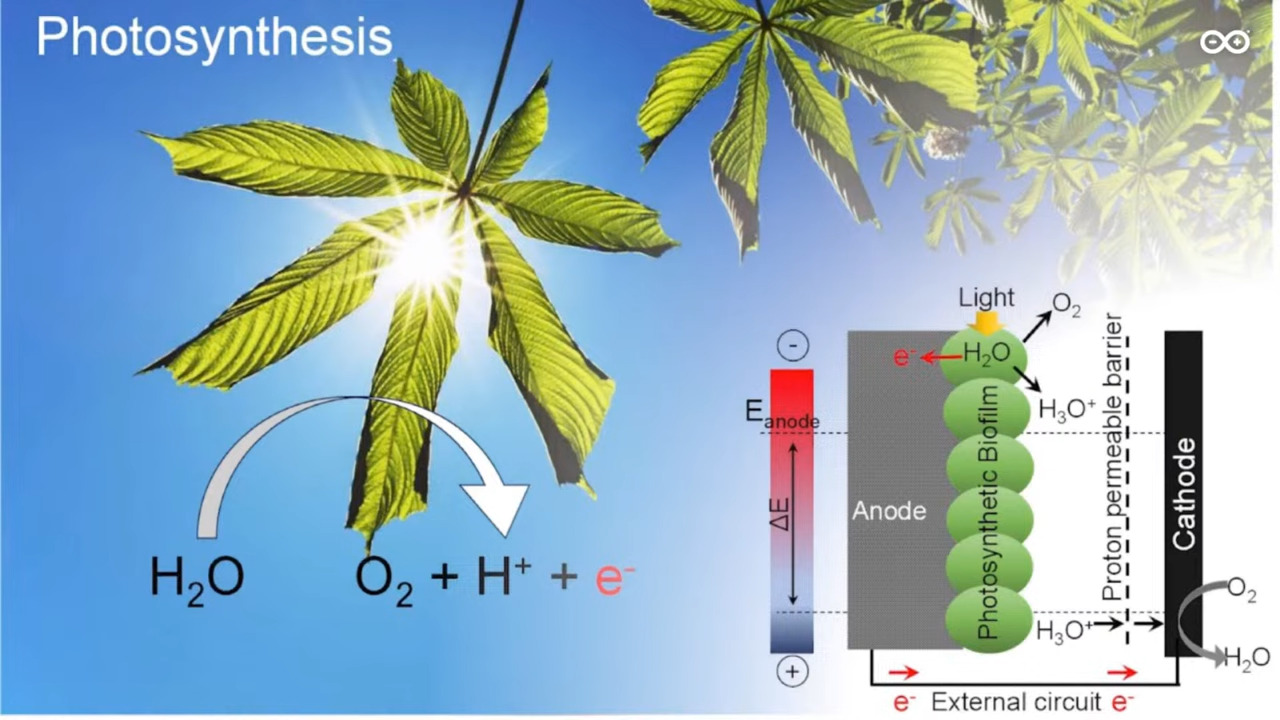 Photosynthesis
H₂O
O₂ + H⁺ + e⁻
Light
O₂
-
e⁻
H₂O
E anode
H₃O⁺
Proton permeable barrier
Photosynthetic Biofilm
ΔE
Anode
Cathode
O₂
H₃O⁺
H₂O
+
e⁻ External circuit e⁻